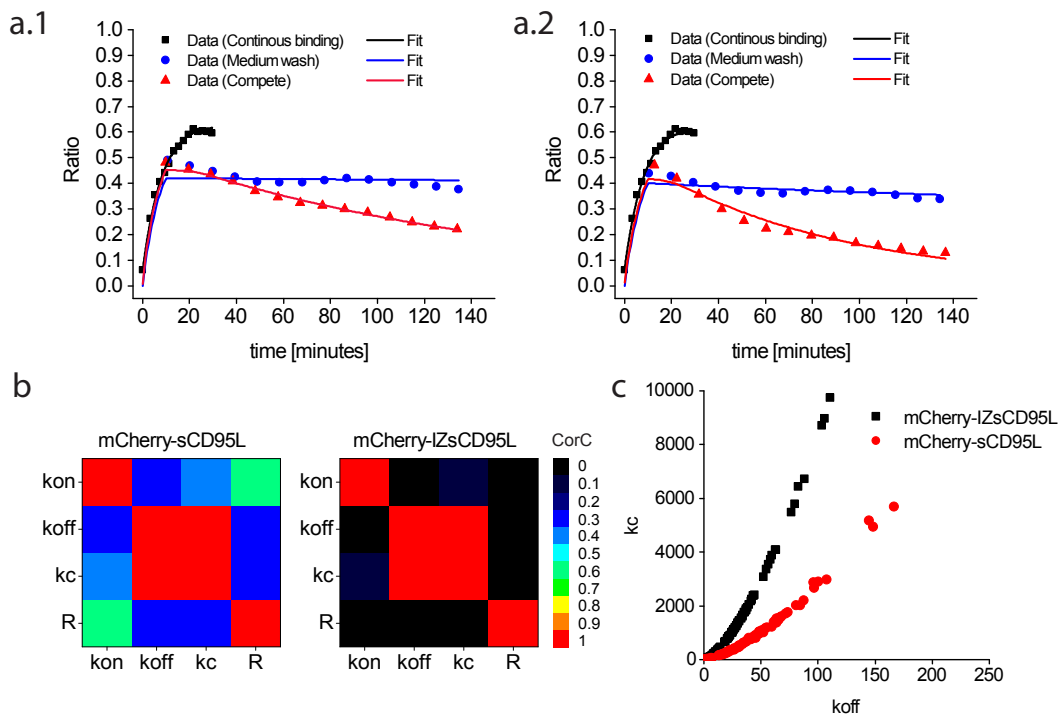 a.1
Data (Continous binding) Fit
Data (Medium wash) Fit
Data (Compete) Fit
1.0
0.9
0.8
0.7
0.6
0.5
0.4
0.3
0.2
0.1
0.0
Ratio
0 20 40 60 80 100 120 140
time [minutes]
a.2
Data (Continous binding) Fit
Data (Medium wash) Fit
Data (Compete) Fit
1.0
0.9
0.8
0.7
0.6
0.5
0.4
0.3
0.2
0.1
0.0
Ratio
0 20 40 60 80 100 120 140
time [minutes]
b
mCherry-sCD95L
kon
koff
kc
R
kon koff kc R
mCherry-IZsCD95L
kon koff kc R
CorC
0
0.1
0.2
0.3
0.4
0.5
0.6
0.7
0.8
0.9
1
c
mCherry-IZsCD95L
mCherry-sCD95L
10000
8000
6000
4000
2000
0
kc
0 50 100 150 200 250
koff